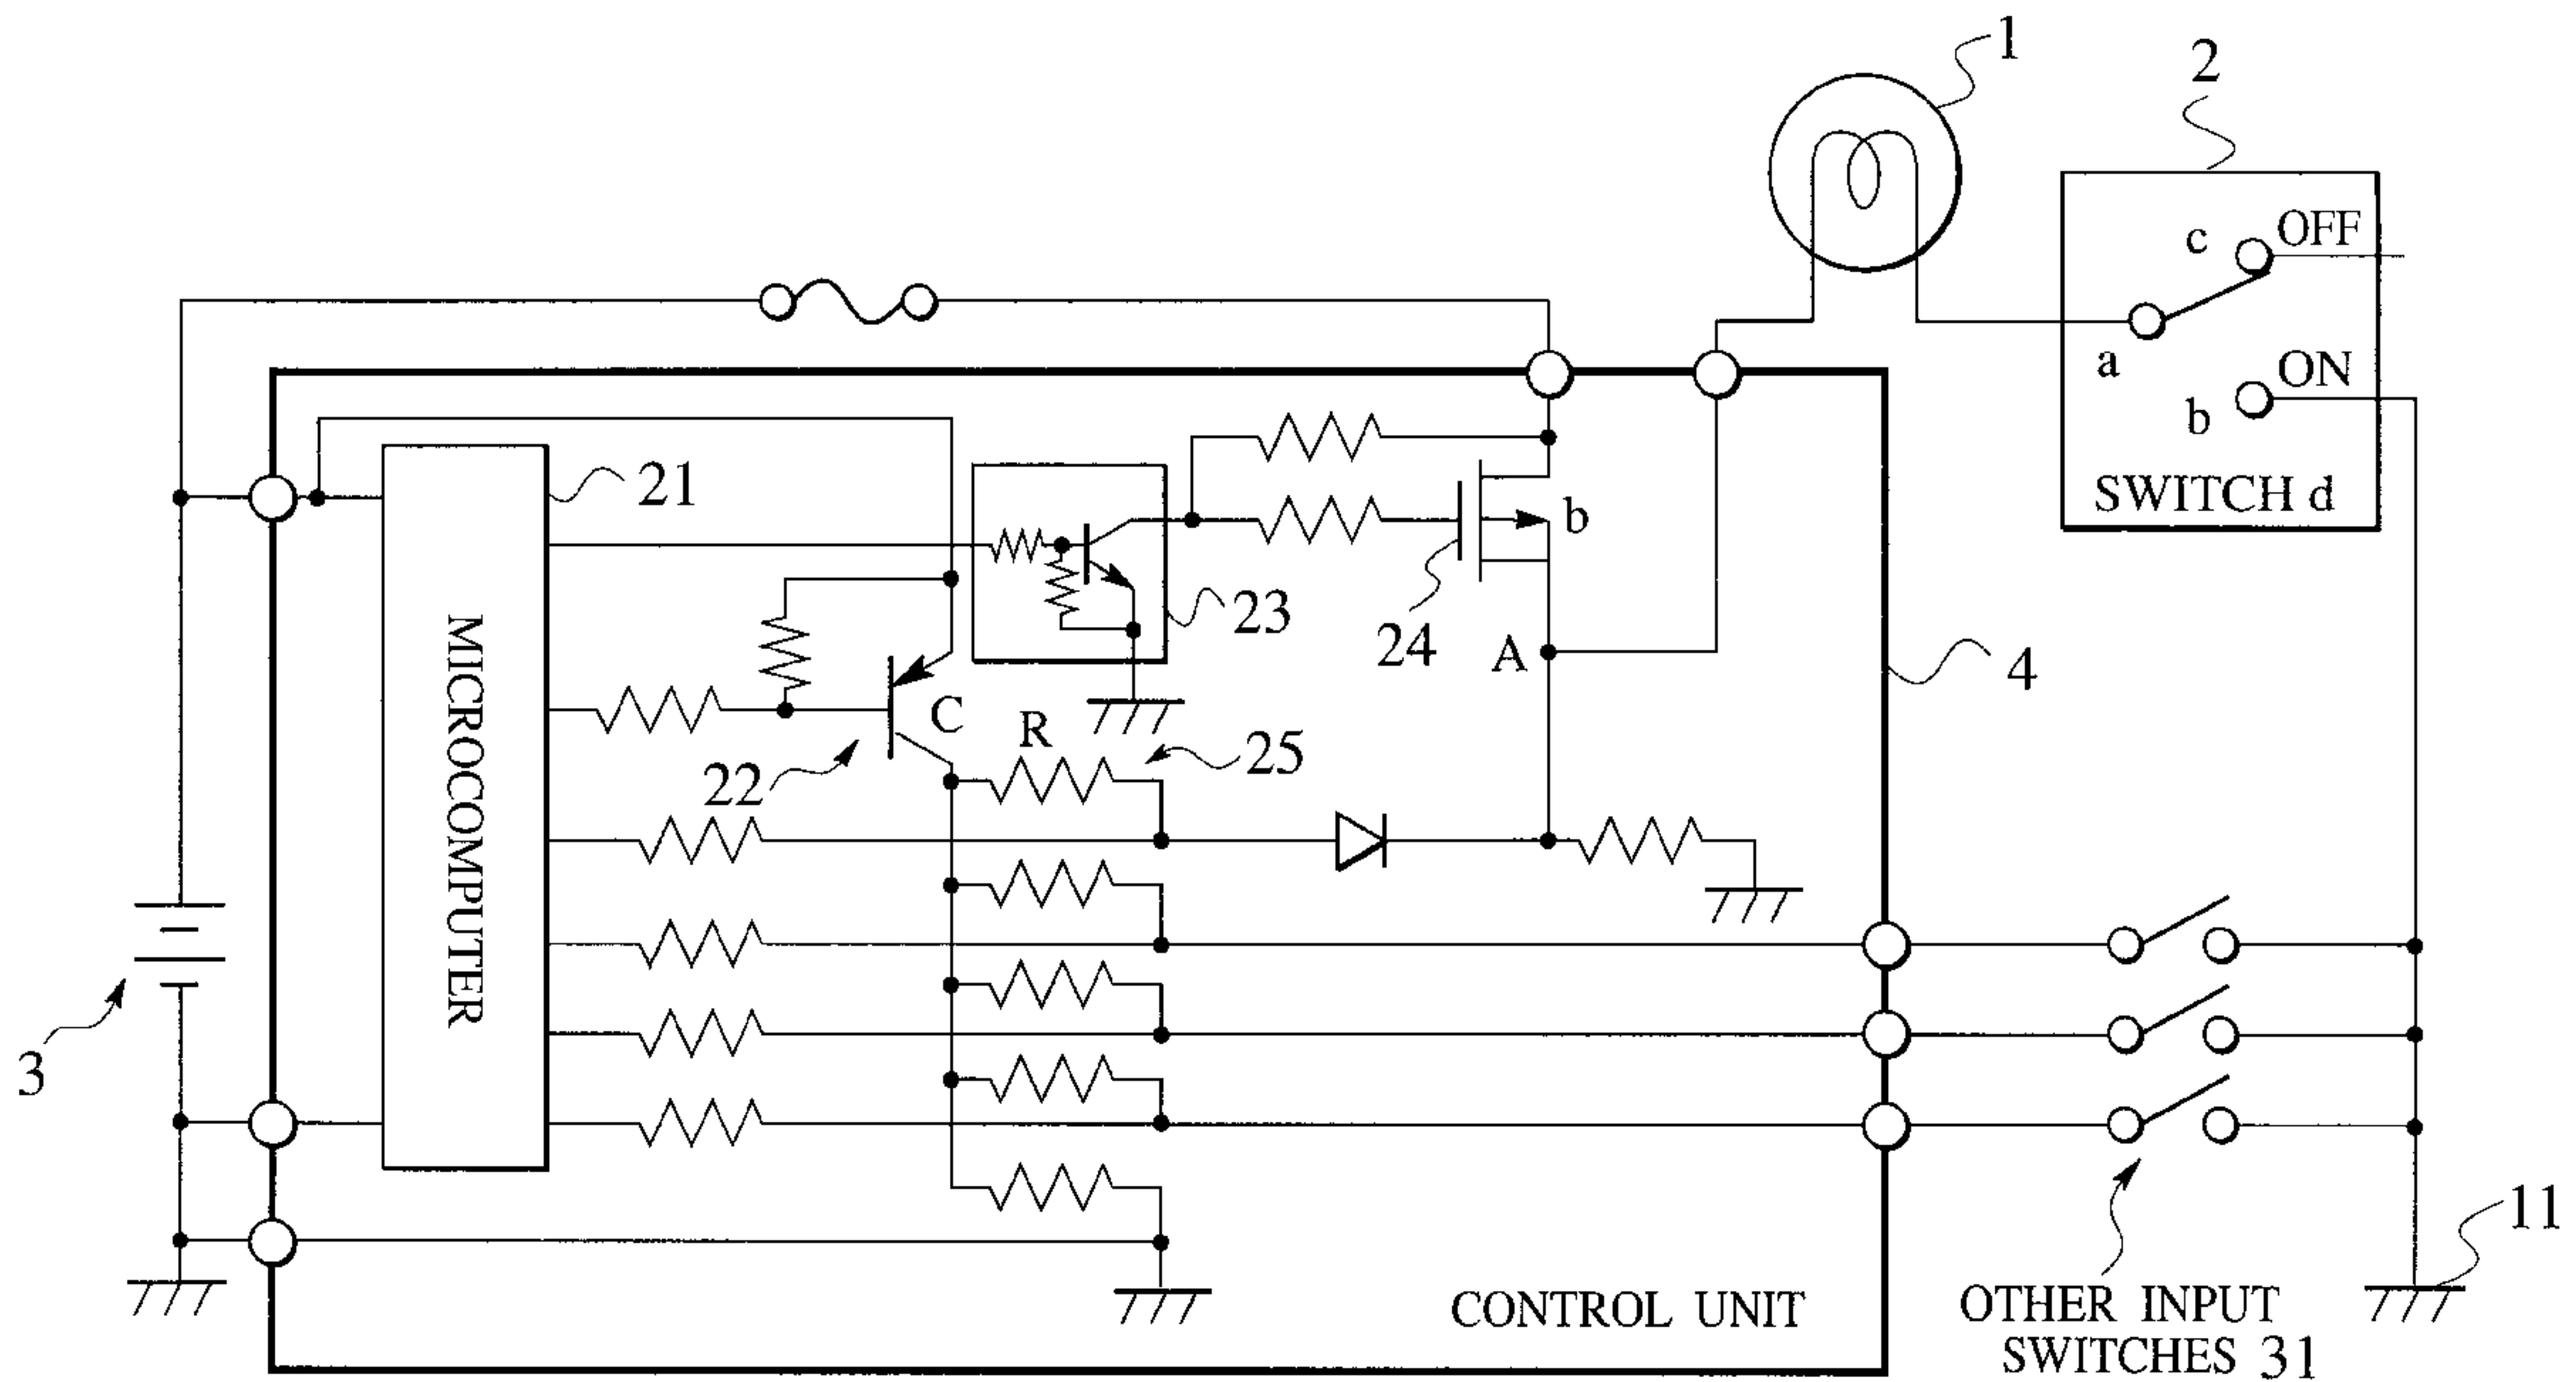 1
2
c OFF
a
ON
b
SWITCH d
21
MICROCOMPUTER
23
b
24
A
4
C
R
22
25
3
11
CONTROL UNIT
OTHER INPUT
SWITCHES 31